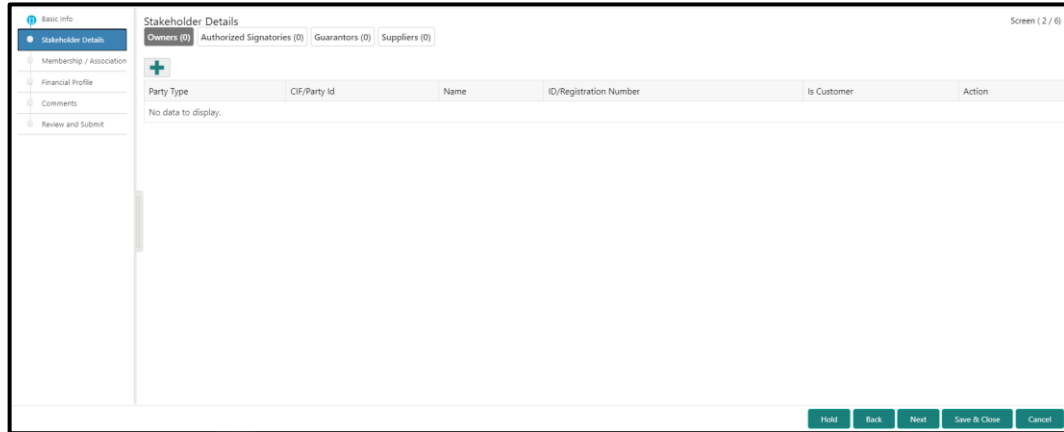 Basic Info
Stakeholder Details
Membership / Association
Financial Profile
Comments
Review and Submit
Stakeholder Details
Screen ( 2 / 6)
Owners (0) Authorized Signatories (0) Guarantors (0) Suppliers (0)
Party Type CIF/Party Id Name ID/Registration Number Is Customer Action
No data to display.
Hold Back Next Save & Close Cancel